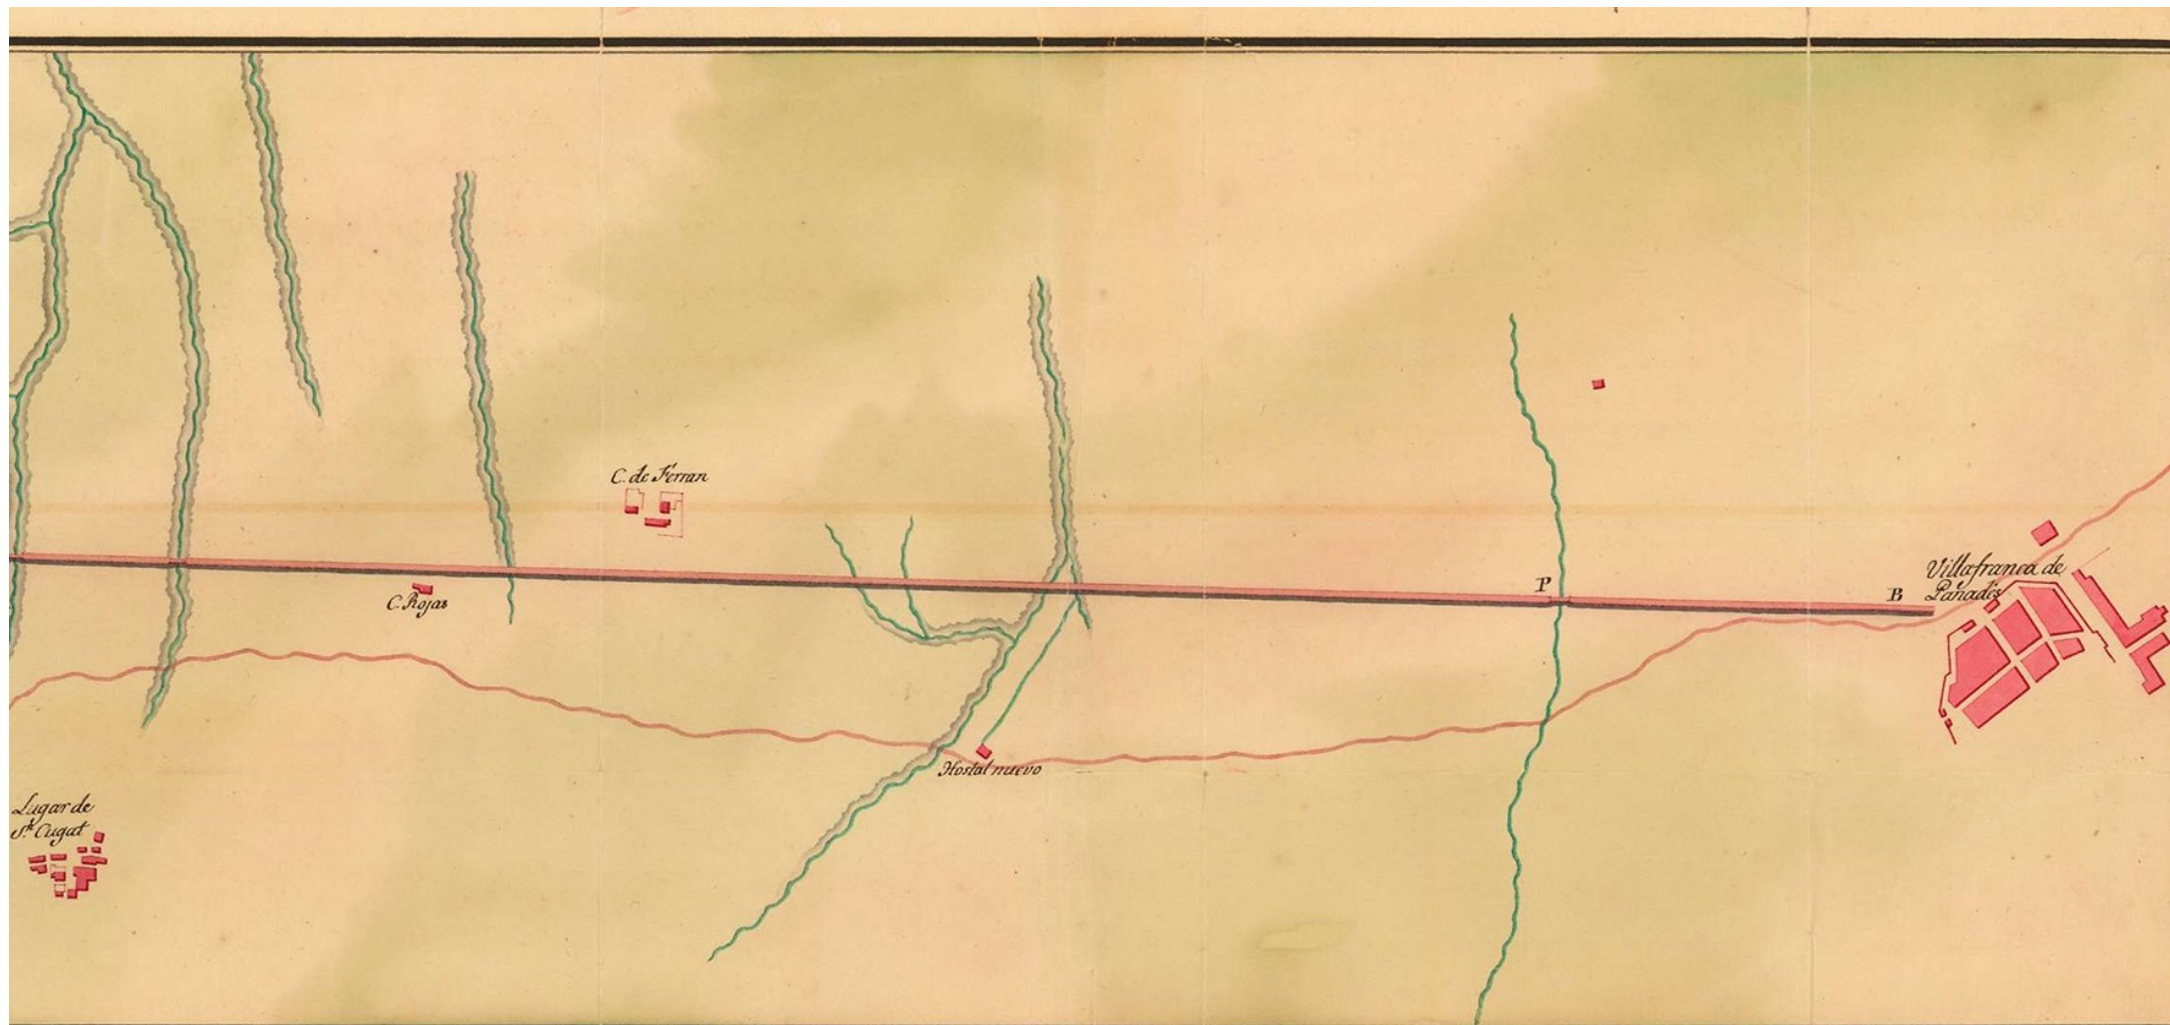 C. de Ferran
P
B
Villafranca de
Panadés
C. Rojas
Hostal nuevo
Lugar de
S.t Cugat